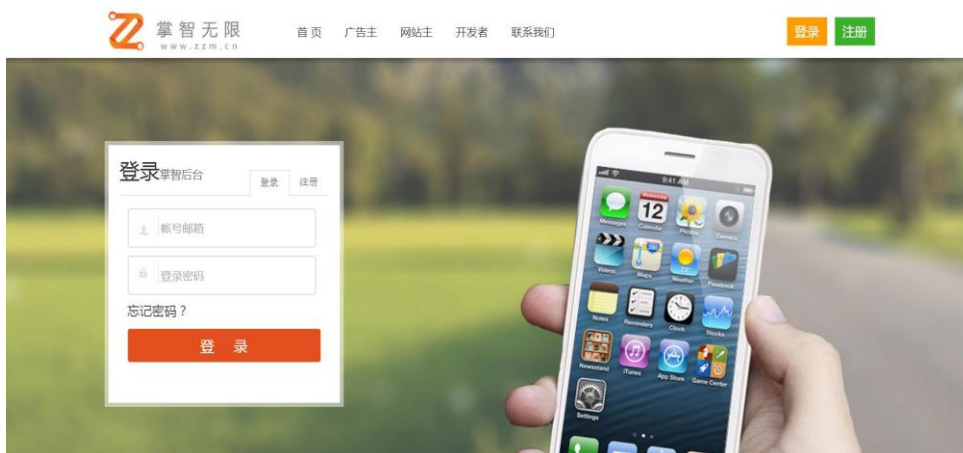 掌智无限
www.zzm.cn
首页 广告主 网站主 开发者 联系我们
登录 注册
登录掌智后台
登录 注册
帐号邮箱
登录密码
忘记密码？
登 录
9:41 AM
Wednesday
12
Messages Calendar Photos Camera
Videos Maps Weather Passbook
Notes Reminders Clock Stocks
Newsstand iTunes App Store Game Center
Settings